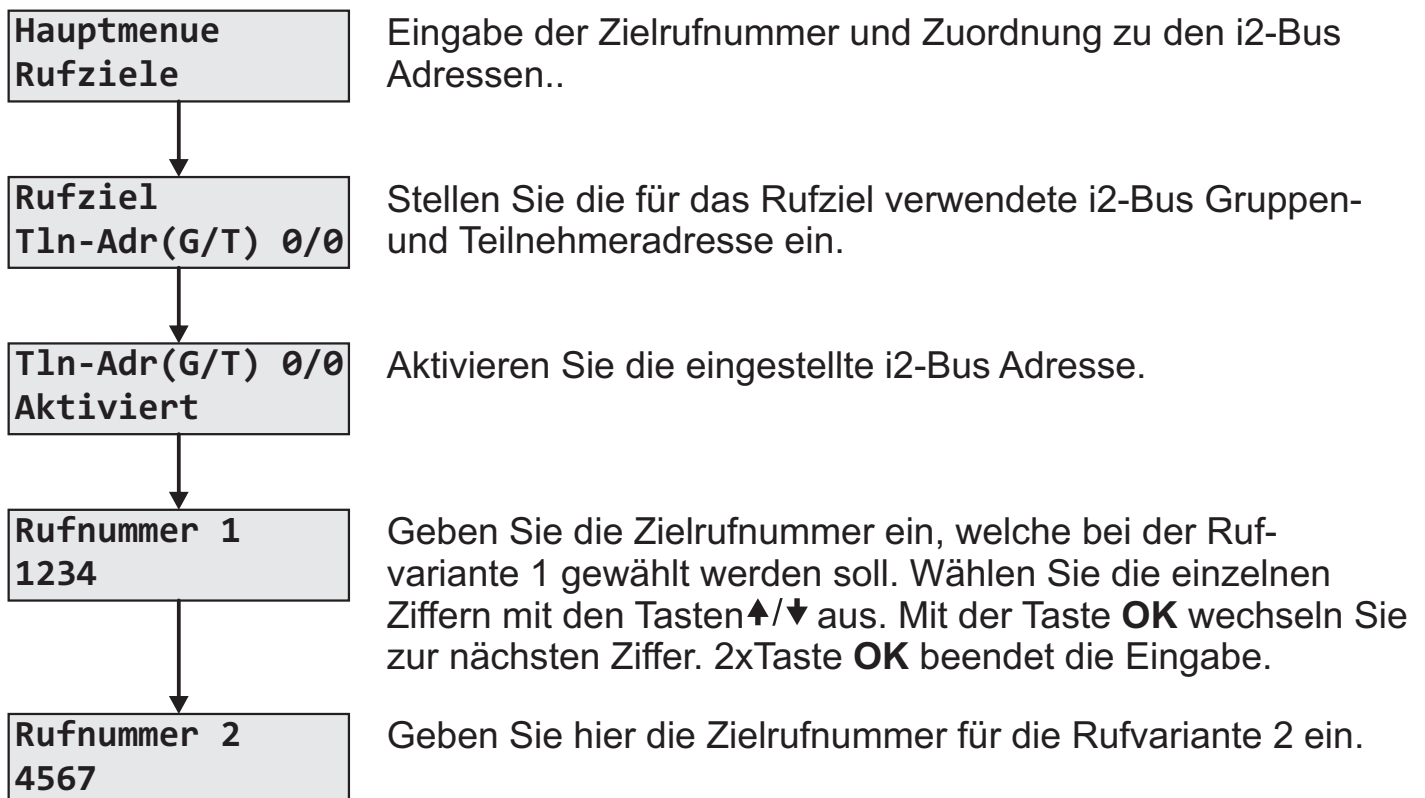 Hauptmenue
Rufziele
Eingabe der Zielrufnummer und Zuordnung zu den i2-Bus
Adressen..
Rufziel
Tln-Adr(G/T) 0/0
Stellen Sie die für das Rufziel verwendete i2-Bus Gruppen-
und Teilnehmeradresse ein.
Tln-Adr(G/T) 0/0
Aktiviert
Aktivieren Sie die eingestellte i2-Bus Adresse.
Rufnummer 1
1234
Geben Sie die Zielrufnummer ein, welche bei der Ruf-
variante 1 gewählt werden soll. Wählen Sie die einzelnen
Ziffern mit den Tasten🠹/🠻 aus. Mit der Taste OK wechseln Sie
zur nächsten Ziffer. 2xTaste OK beendet die Eingabe.
Rufnummer 2
4567
Geben Sie hier die Zielrufnummer für die Rufvariante 2 ein.